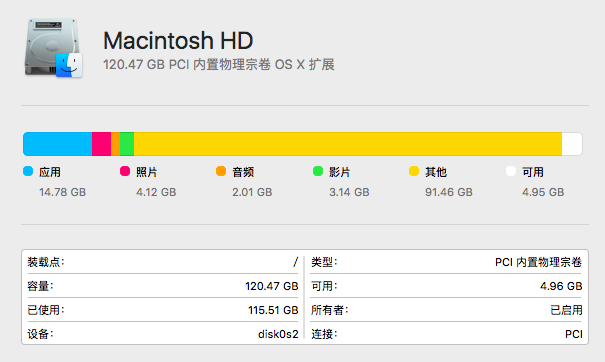 Macintosh HD
120.47 GB PCI 内置物理宗卷 OS X 扩展
应用 照片 音频 影片 其他 可用
14.78 GB 4.12 GB 2.01 GB 3.14 GB 91.46 GB 4.95 GB
装载点： / 类型： PCI 内置物理宗卷
容量： 120.47 GB 可用： 4.96 GB
已使用： 115.51 GB 所有者： 已启用
设备： disk0s2 连接： PCI